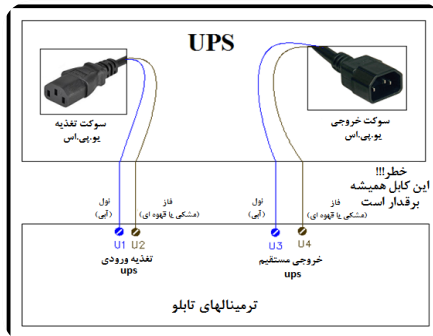 UPS
سوکت تغذیه
یو.پی.اس
سوکت خروجی
یو.پی.اس
خطر!!!
این کابل همیشه
برقدار است
نول
(آبی)
فاز
(مشکی یا قهوه ای)
نول
(آبی)
فاز
(مشکی یا قهوه ای)
U1 U2 U3 U4
تغذیه ورودی
ups
خروجی مستقیم
ups
ترمینالهای تابلو